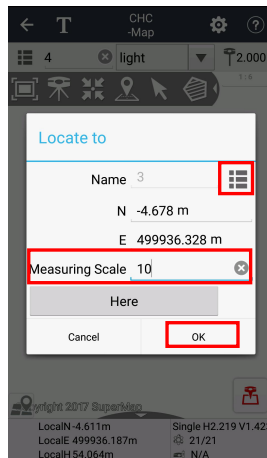 T
CHC
-Map
?
4
light
2.000
1:6
Locate to
Name 3
N -4.678 m
E 499936.328 m
Measuring Scale 10
Here
Cancel
OK
Copyright 2017 SuperMap
LocalN-4.611m
Single H2.219 V1.42
LocalE 499936.187m
21/21
LocalH 54.064m
N/A